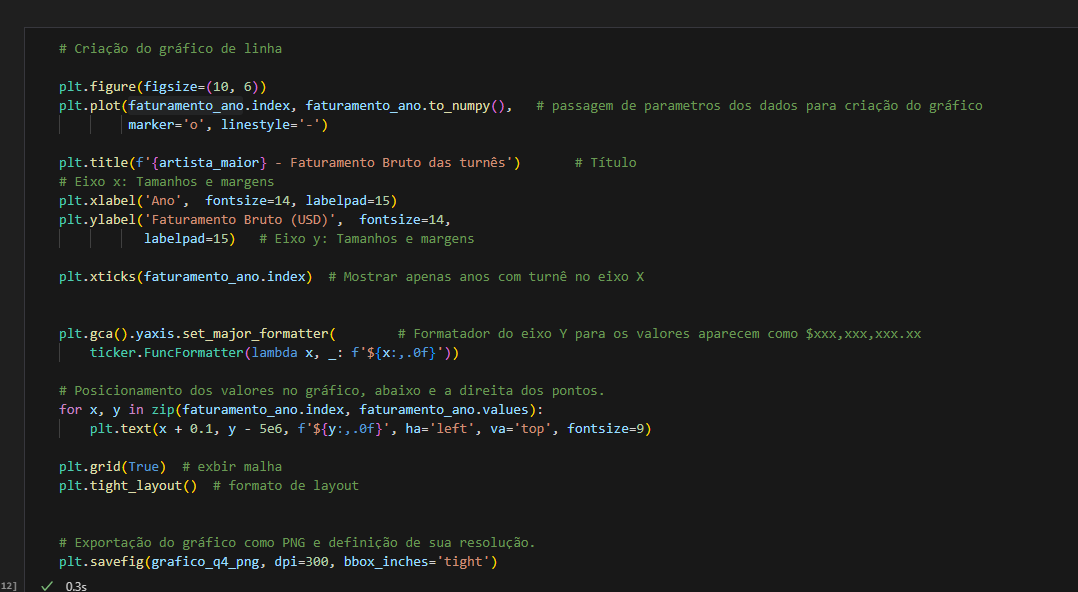 # Criação do gráfico de linha
plt.figure(figsize=(10, 6))
plt.plot(faturamento_ano.index, faturamento_ano.to_numpy(),   # passagem de parametros dos dados para criação do gráfico
         marker='o', linestyle='-')
plt.title(f'{artista_maior} - Faturamento Bruto das turnês')       # Título
# Eixo x: Tamanhos e margens
plt.xlabel('Ano',  fontsize=14, labelpad=15)
plt.ylabel('Faturamento Bruto (USD)',  fontsize=14,
           labelpad=15)   # Eixo y: Tamanhos e margens
plt.xticks(faturamento_ano.index)  # Mostrar apenas anos com turnê no eixo X
plt.gca().yaxis.set_major_formatter(        # Formatador do eixo Y para os valores aparecem como $xxx,xxx,xxx.xx
    ticker.FuncFormatter(lambda x, _: f'${x:,.0f}'))
# Posicionamento dos valores no gráfico, abaixo e a direita dos pontos.
for x, y in zip(faturamento_ano.index, faturamento_ano.values):
    plt.text(x + 0.1, y - 5e6, f'${y:,.0f}', ha='left', va='top', fontsize=9)
plt.grid(True)  # exbir malha
plt.tight_layout()  # formato de layout
# Exportação do gráfico como PNG e definição de sua resolução.
plt.savefig(grafico_q4_png, dpi=300, bbox_inches='tight')
12] ✓ 0.3s